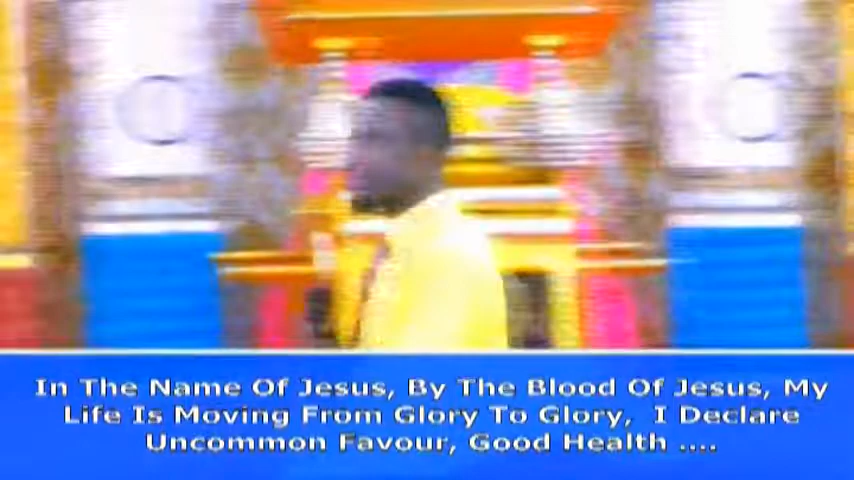 In The Name Of Jesus, By The Blood Of Jesus, My
Life Is Moving From Glory To Glory, I Declare
Uncommon Favour, Good Health ....